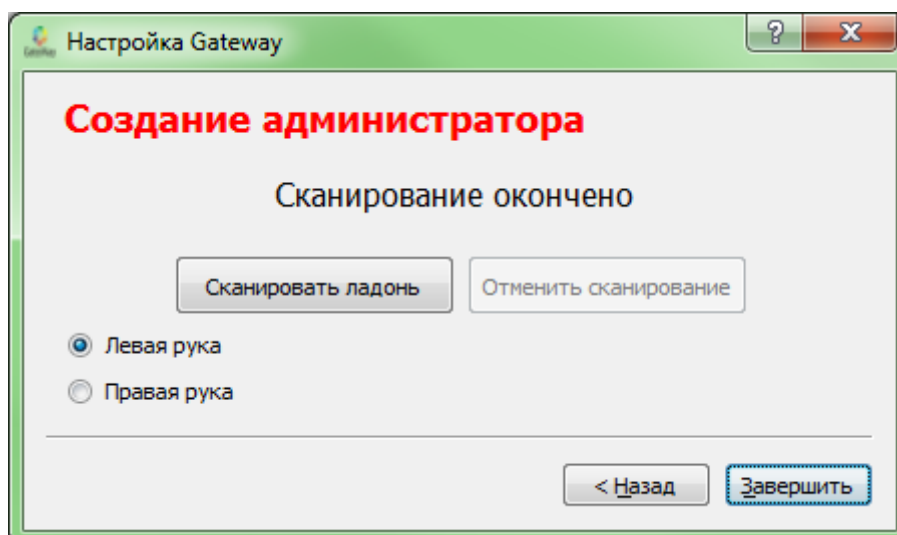 Настройка Gateway
Создание администратора
Сканирование окончено
Сканировать ладонь
Отменить сканирование
Левая рука
Правая рука
< Назад
Завершить